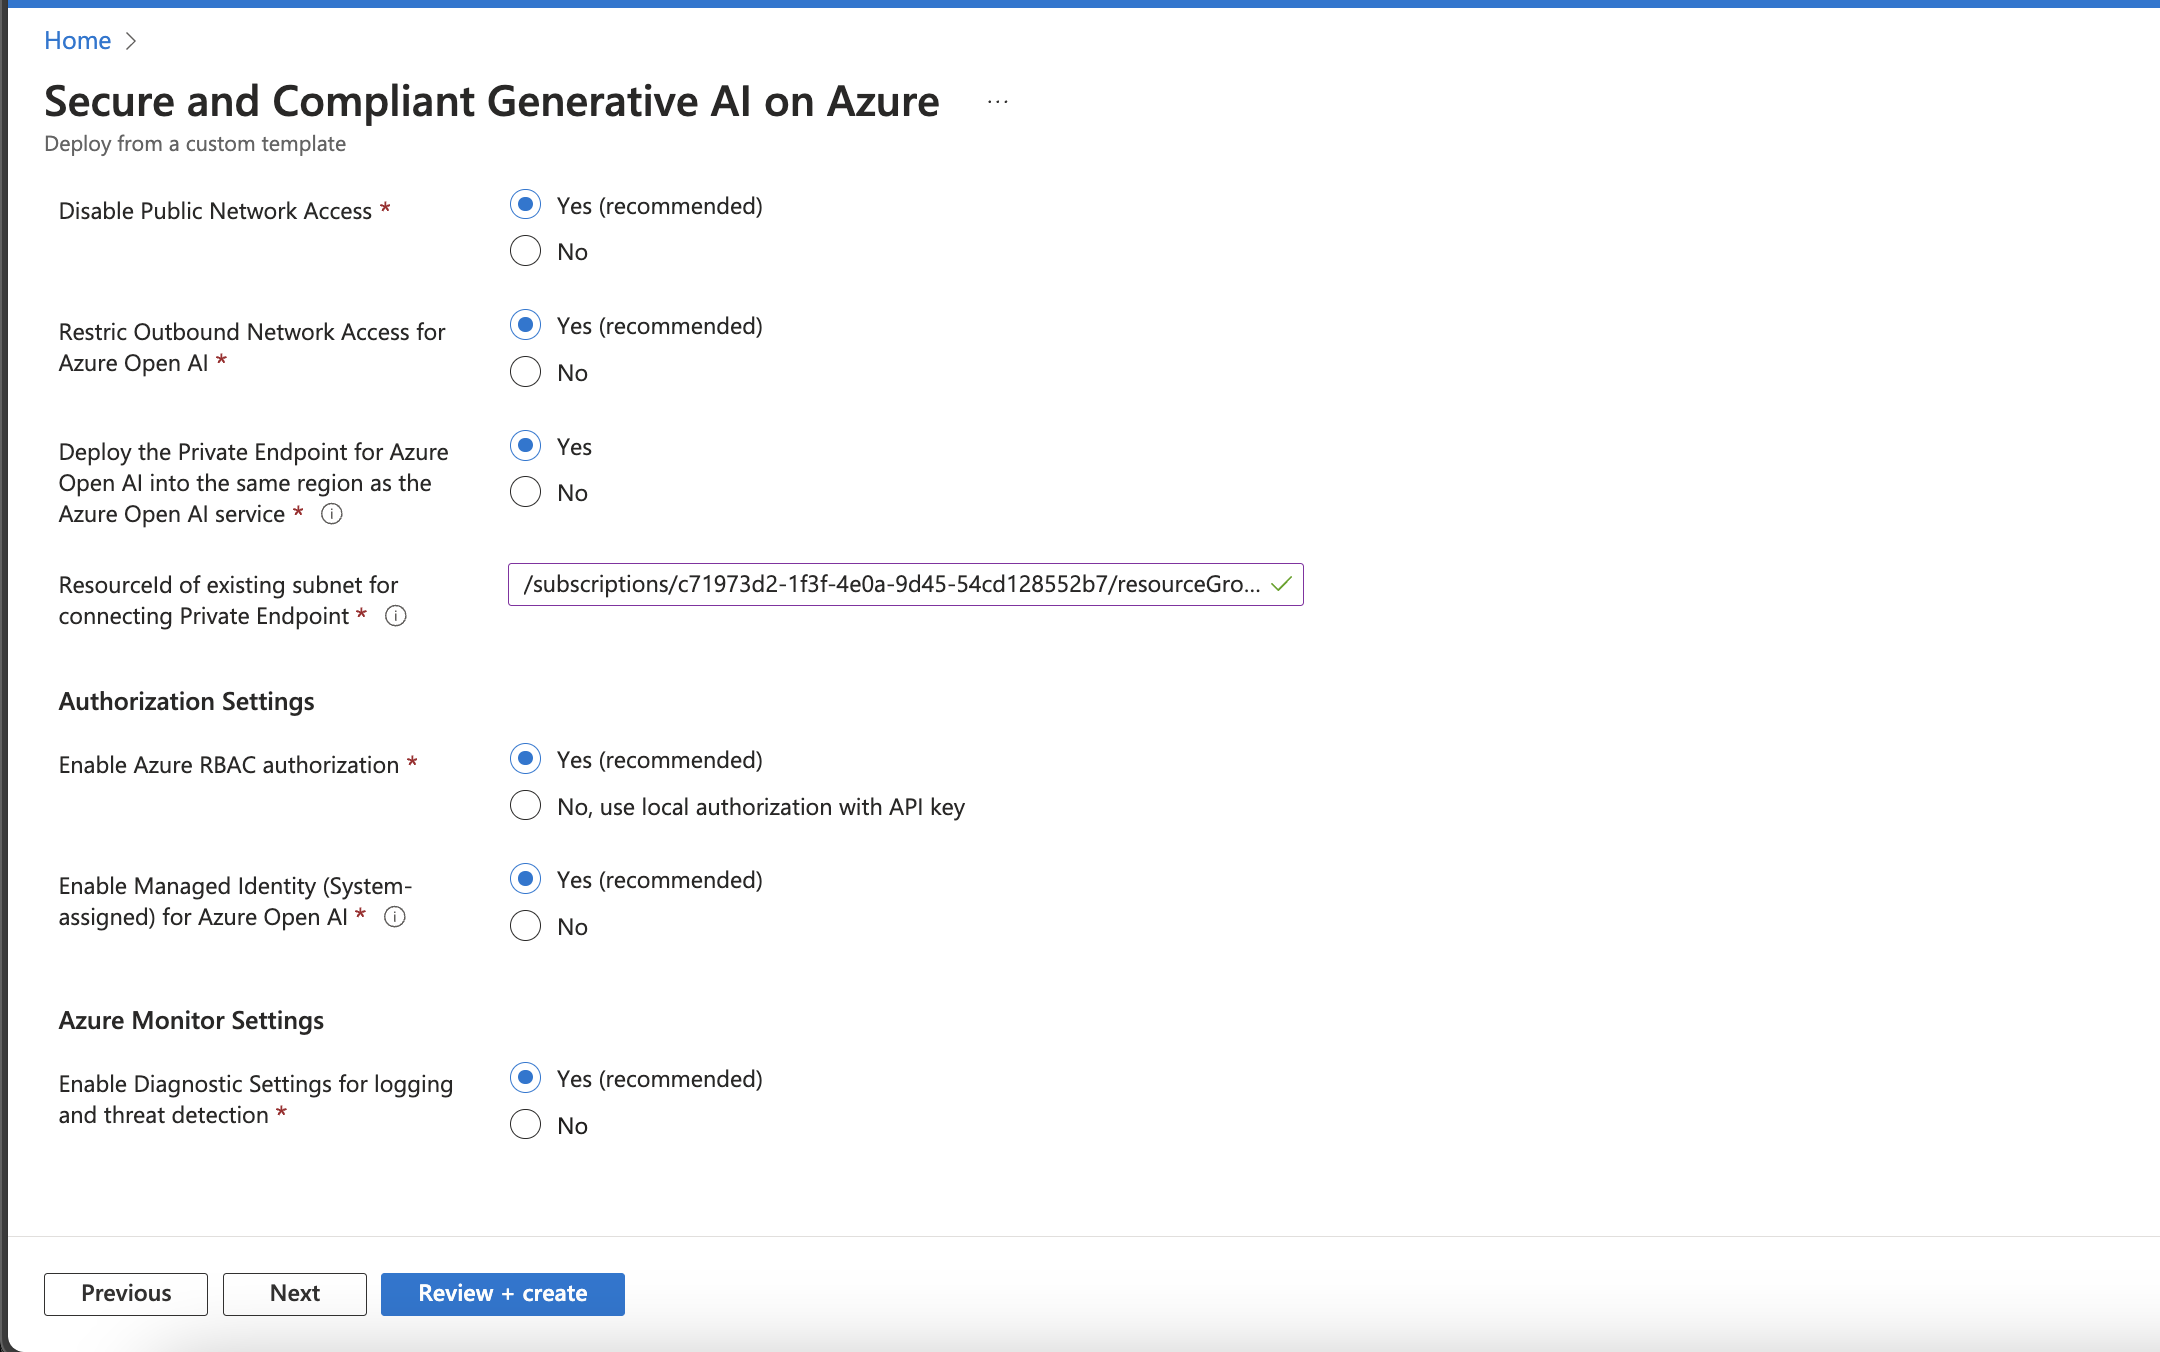 Home
Secure and Compliant Generative AI on Azure ...
Deploy from a custom template
Disable Public Network Access *
Yes (recommended)
No
Restric Outbound Network Access for
Azure Open AI *
Yes (recommended)
No
Deploy the Private Endpoint for Azure
Open AI into the same region as the
Azure Open AI service *
Yes
No
ResourceId of existing subnet for
connecting Private Endpoint *
/subscriptions/c71973d2-1f3f-4e0a-9d45-54cd128552b7/resourceGro...
Authorization Settings
Enable Azure RBAC authorization *
Yes (recommended)
No, use local authorization with API key
Enable Managed Identity (System-
assigned) for Azure Open AI *
Yes (recommended)
No
Azure Monitor Settings
Enable Diagnostic Settings for logging
and threat detection *
Yes (recommended)
No
Previous
Next
Review + create